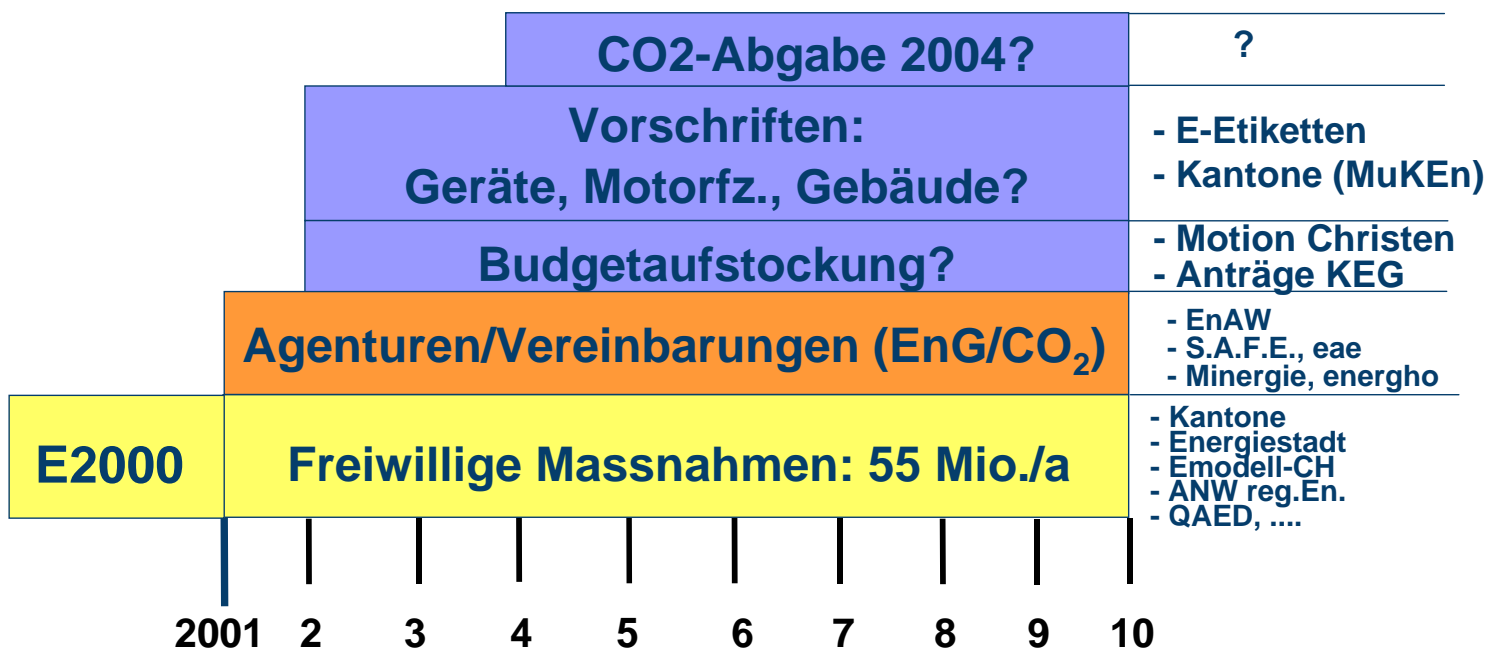 CO2-Abgabe 2004?
?
Vorschriften:
Geräte, Motorfz., Gebäude?
- E-Etiketten
- Kantone (MuKEn)
Budgetaufstockung?
- Motion Christen
- Anträge KEG
Agenturen/Vereinbarungen (EnG/CO₂)
- EnAW
- S.A.F.E., eae
- Minergie, energho
E2000
Freiwillige Massnahmen: 55 Mio./a
- Kantone
- Energiestadt
- Emodell-CH
- ANW reg.En.
- QAED, ....
2001 2 3 4 5 6 7 8 9 10